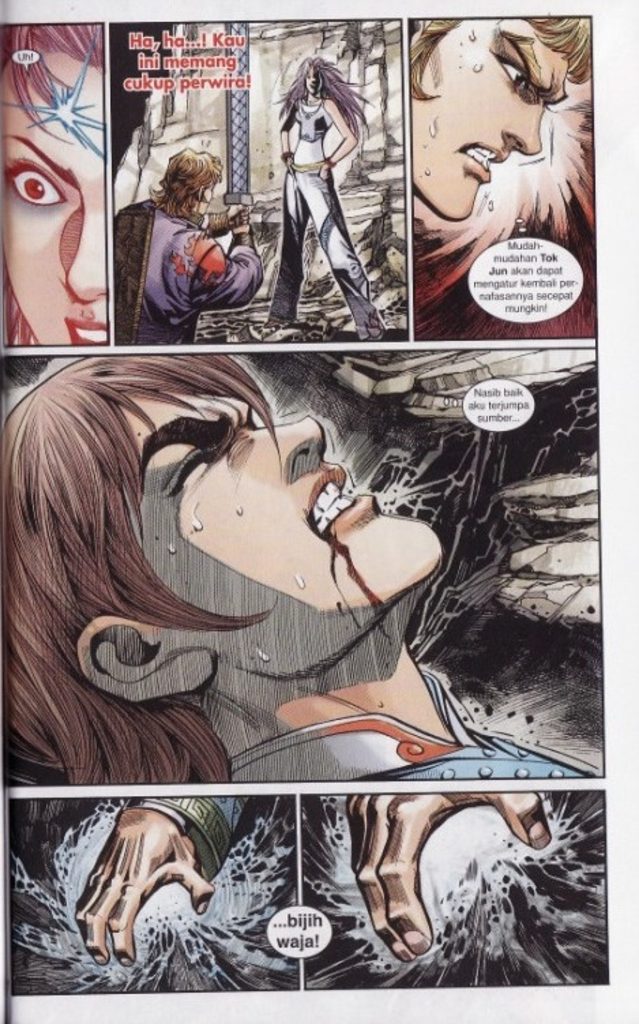 Uh!
Ha, ha...! Kau
ini memang
cukup perwira!
Mudah-
mudahan Tok
Jun akan dapat
mengatur kembali per-
nafasannya secepat
mungkin!
Nasib baik
aku terjumpa
sumber...
...bijih
waja!